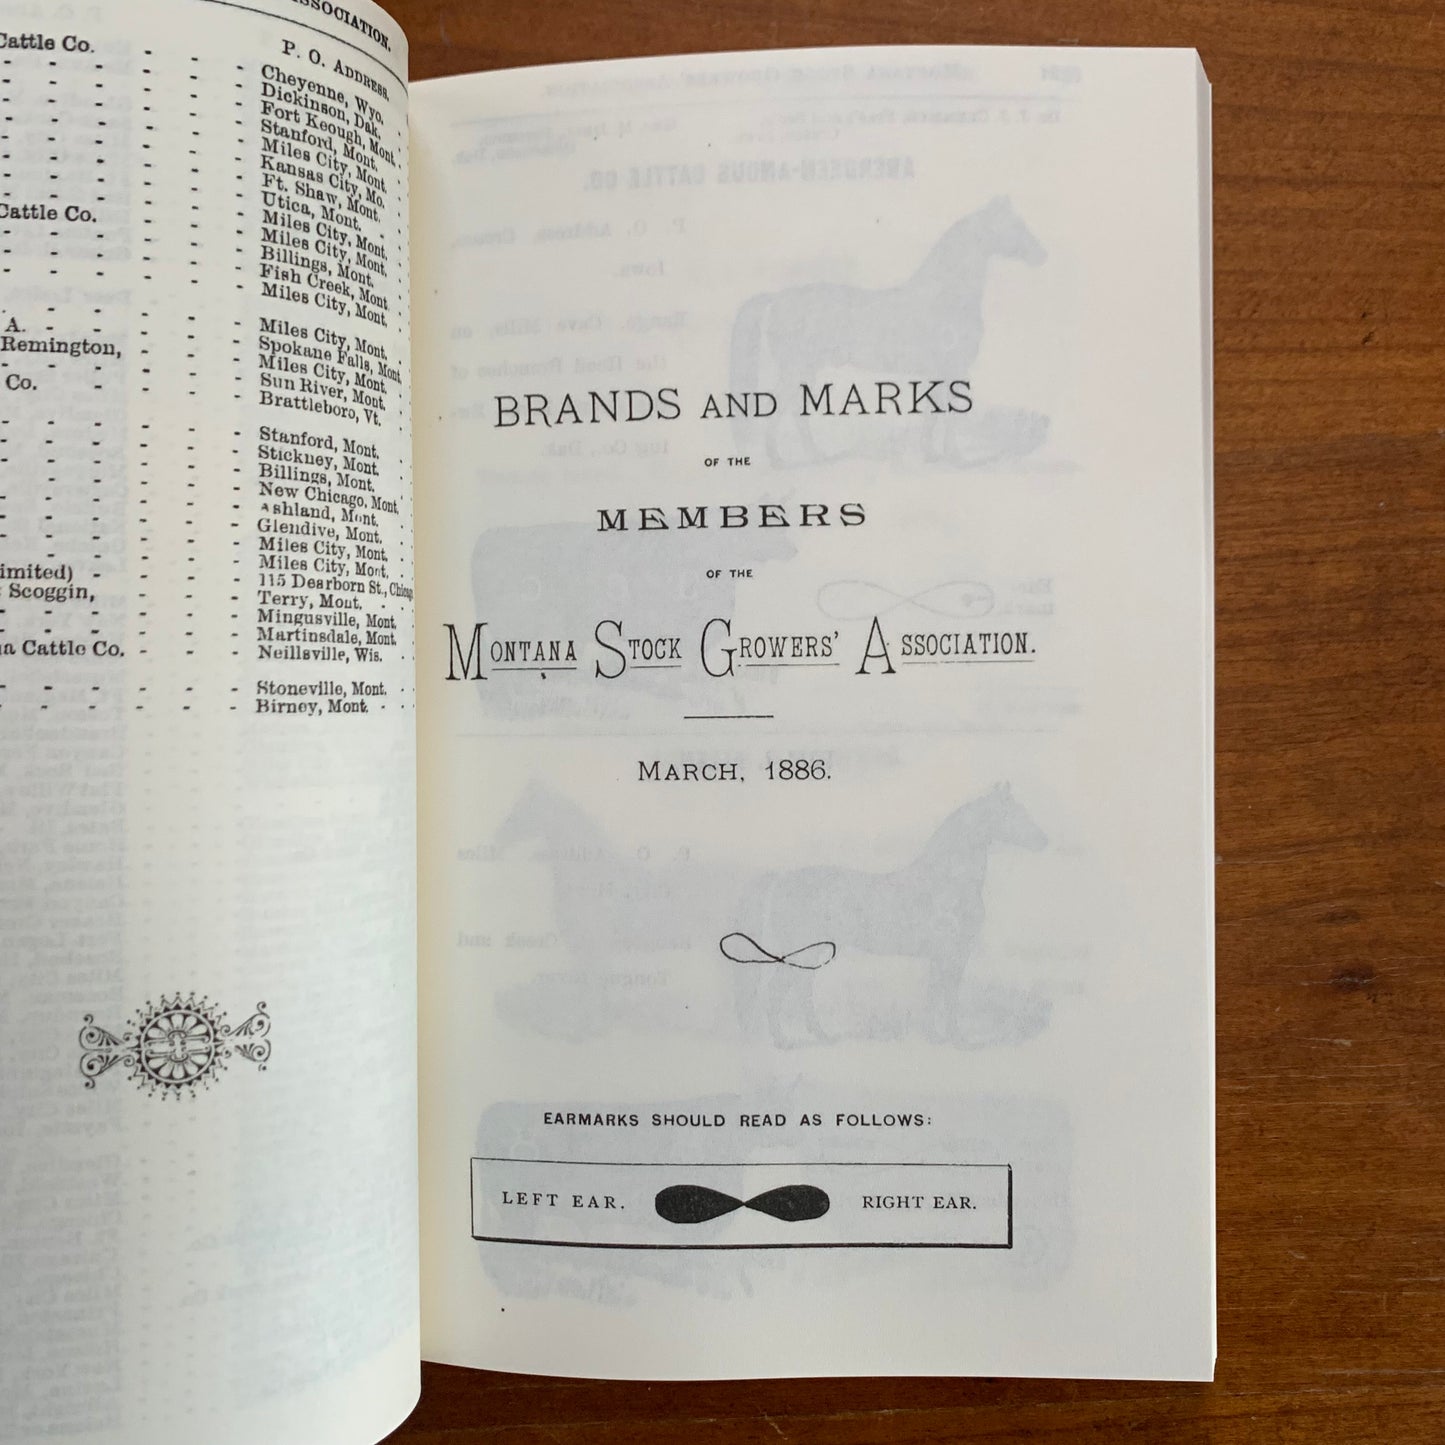 ASSOCIATION.
P. O. ADDRESS.
Cattle Co. - - - Cheyenne, Wyo.
Dickinson, Dak.
Fort Keough, Mont.
Stanford, Mont.
Miles City, Mont.
Kansas City, Mo.
Ft. Shaw, Mont.
Cattle Co. - - - Utica, Mont.
Miles City, Mont.
Miles City, Mont.
Billings, Mont.
Fish Creek, Mont
Miles City, Mont.
A. - - - Miles City, Mont.
Remington, - - - Spokane Falls, Mont
Miles City, Mont.
Co. - - - Sun River, Mont.
Brattleboro, Vt.
Stanford, Mont.
Stickney, Mont.
Billings, Mont.
New Chicago, Mont.
Ashland, Mont.
Glendive, Mont.
Miles City, Mont.
Miles City, Mont.
imited) - - - 115 Dearborn St., Chicag
Scoggin, - - - Terry, Mont.
Mingusville, Mont.
Martinsdale, Mont.
na Cattle Co. - - - Neillsville, Wis.
Stoneville, Mont.
Birney, Mont.
BRANDS AND MARKS
OF THE
MEMBERS
OF THE
MONTANA STOCK GROWERS' ASSOCIATION.
MARCH, 1886.
EARMARKS SHOULD READ AS FOLLOWS:
LEFT EAR. RIGHT EAR.